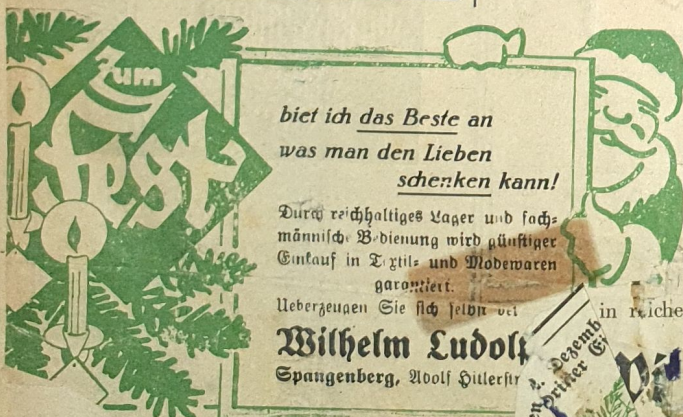 Zum
Fest
biet ich das Beste an
was man den Lieben
schenken kann!
Durch reichhaltiges Lager und fach-
männische Bedienung wird günstiger
Einkauf in Textil- und Modewaren
garantiert.
Ueberzeugen Sie sich selbst bei
Wilhelm Ludolp
Spangenberg, Adolf Hitlerstr
in reiche
. Dezemb